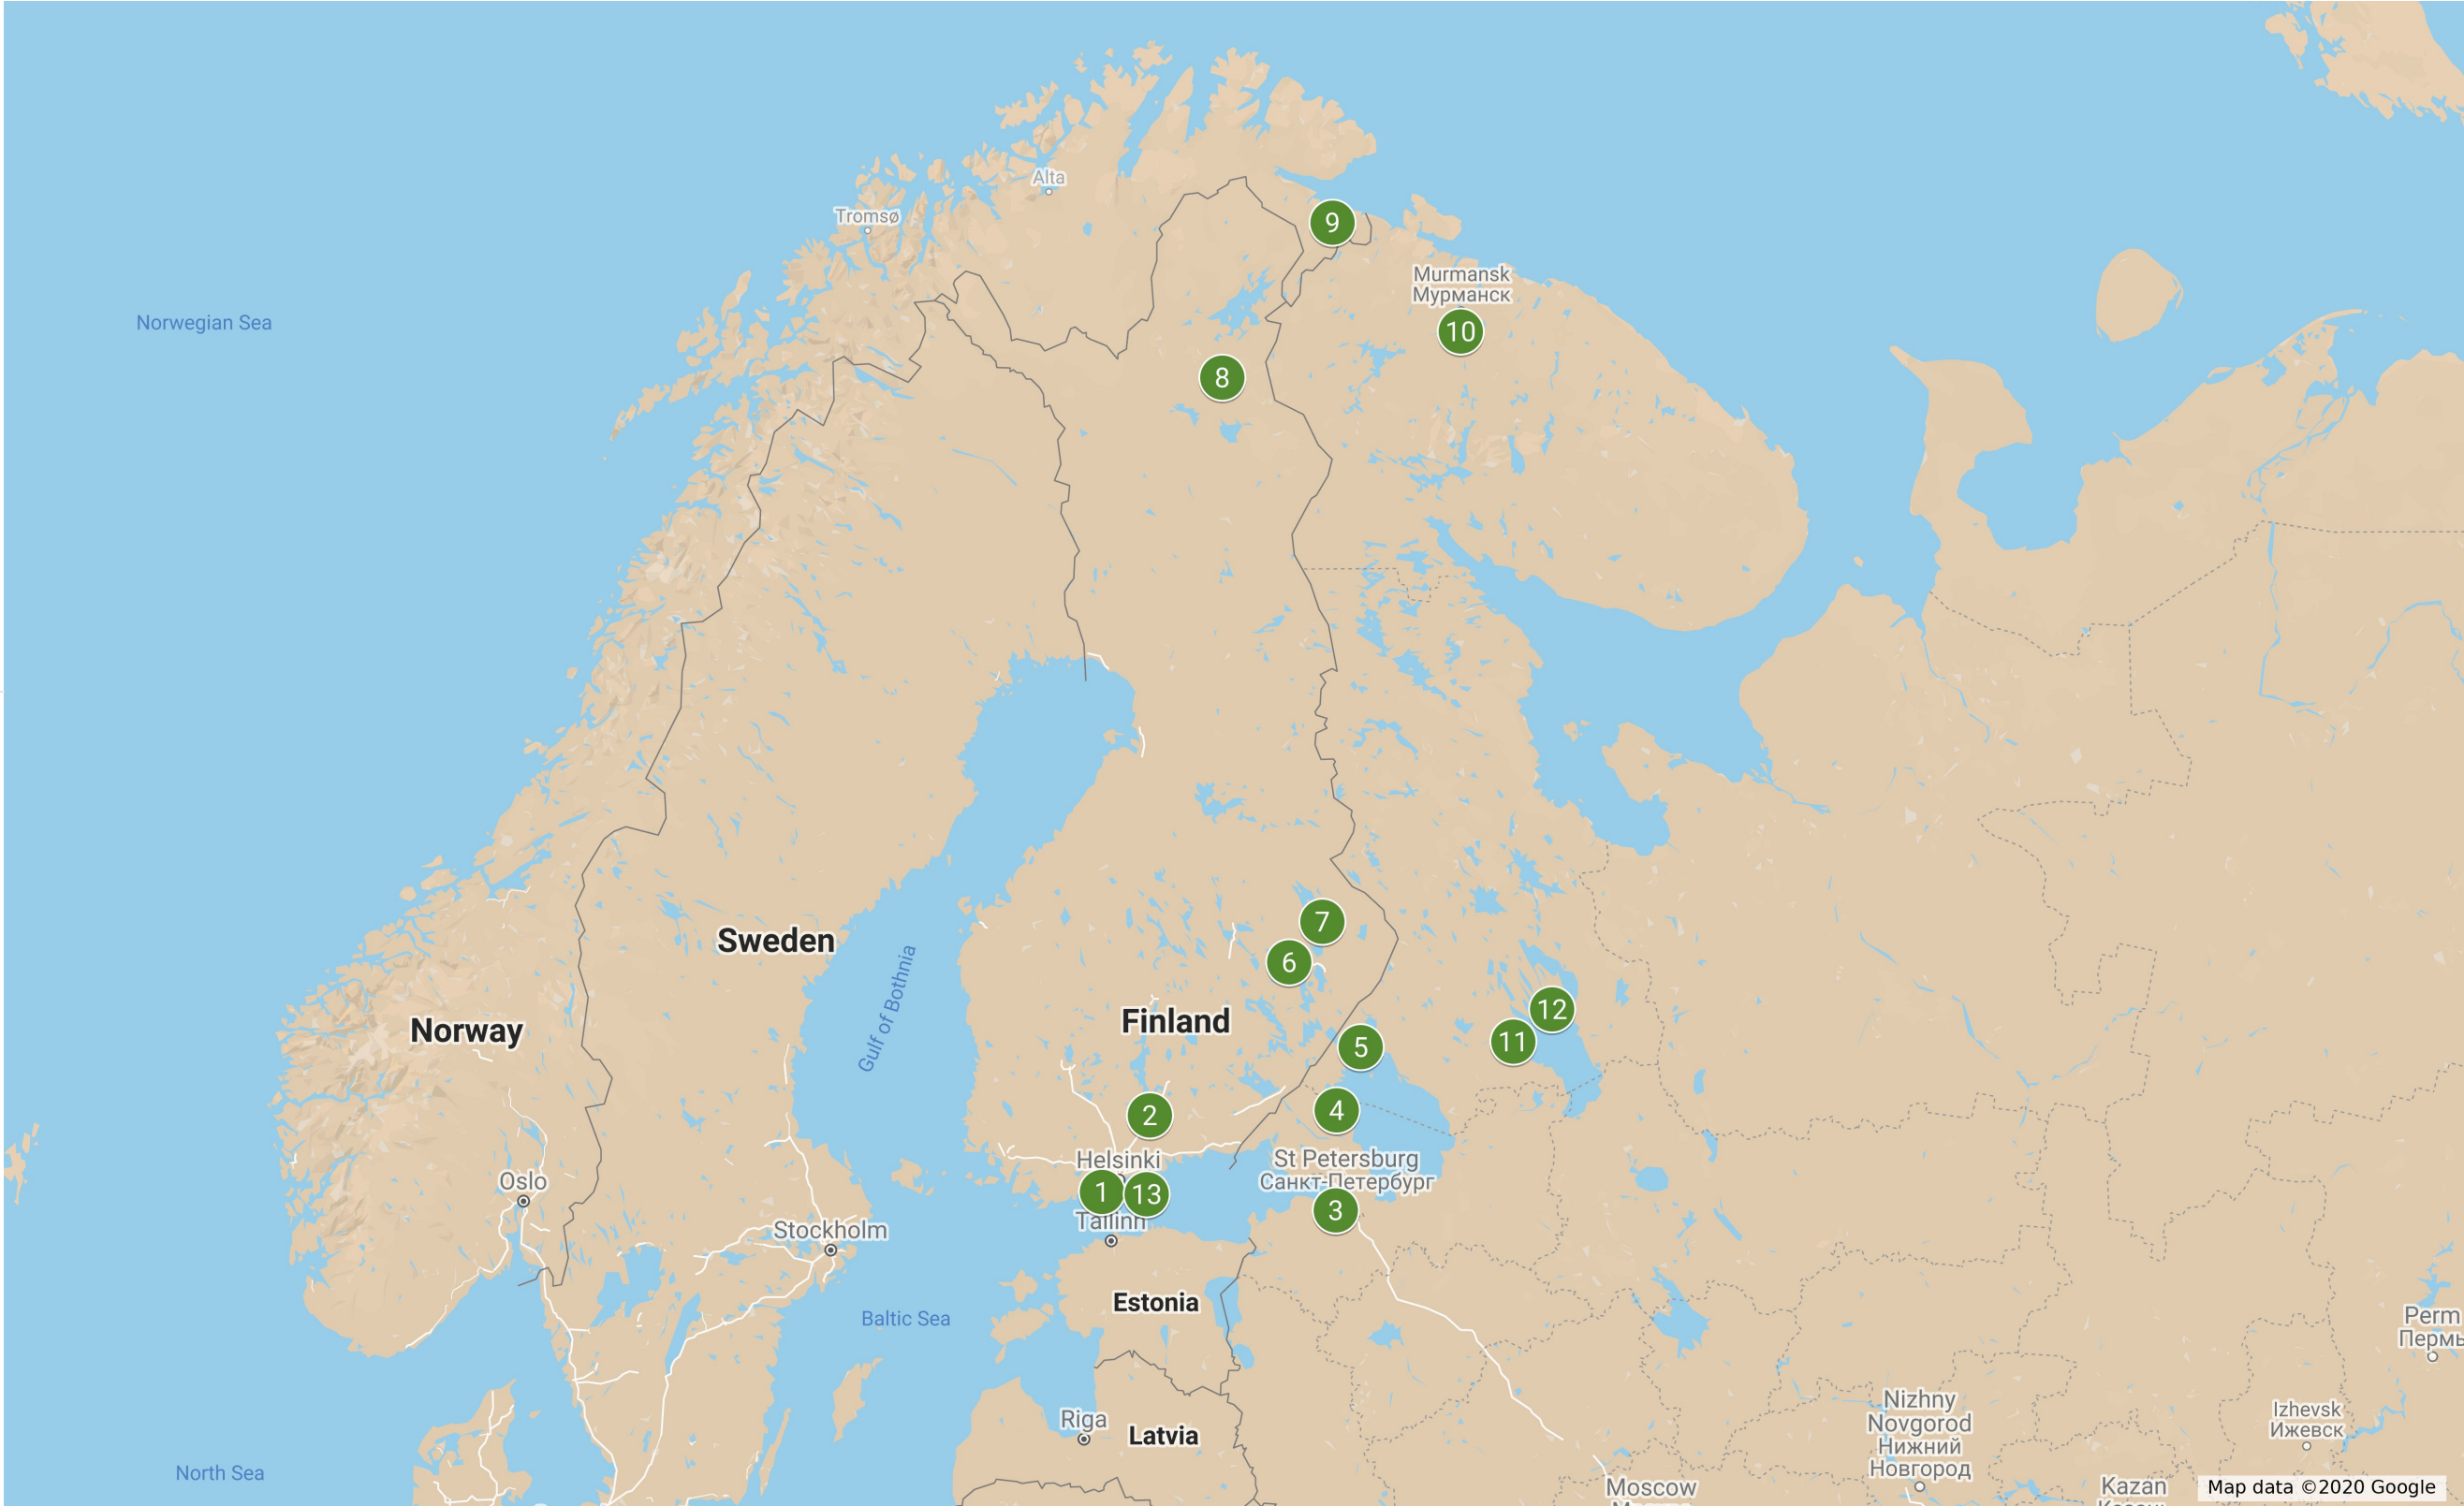 Alta
Tromsø
9
Murmansk
Мурманск
Norwegian Sea
10
8
7
Sweden
6
Gulf of Bothnia
12
Finland
Norway
11
5
4
2
Helsinki
St Petersburg
Санкт-Петербург
Oslo
1
13
3
Tallinn
Stockholm
Estonia
Baltic Sea
Perm
Пермь
Nizhny
Novgorod
Нижний
Новгород
Izhevsk
Ижевск
Riga
Latvia
North Sea
Moscow
Kazan
Map data ©2020 Google